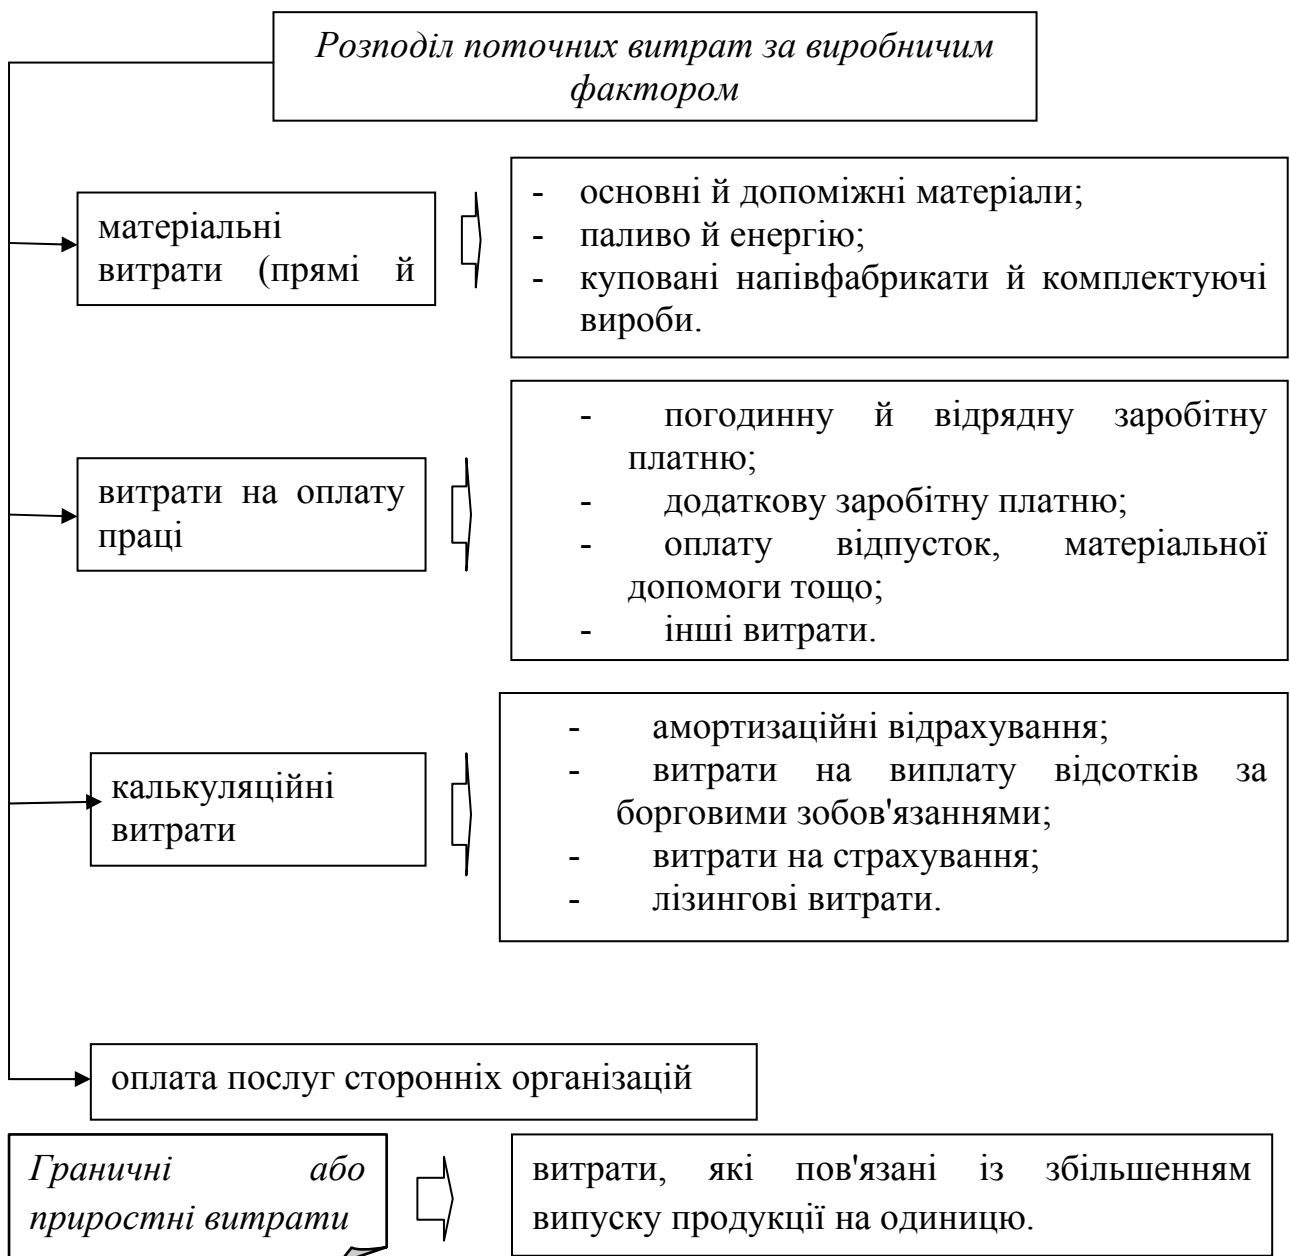 Розподіл поточних витрат за виробничим
фактором
матеріальні
витрати (прямі й
- основні й допоміжні матеріали;
- паливо й енергію;
- куповані напівфабрикати й комплектуючі
вироби.
витрати на оплату
праці
- погодинну й відрядну заробітну
платню;
- додаткову заробітну платню;
- оплату відпусток, матеріальної
допомоги тощо;
- інші витрати.
калькуляційні
витрати
- амортизаційні відрахування;
- витрати на виплату відсотків за
борговими зобов'язаннями;
- витрати на страхування;
- лізингові витрати.
оплата послуг сторонніх організацій
Граничні або
приростні витрати
витрати, які пов'язані із збільшенням
випуску продукції на одиницю.